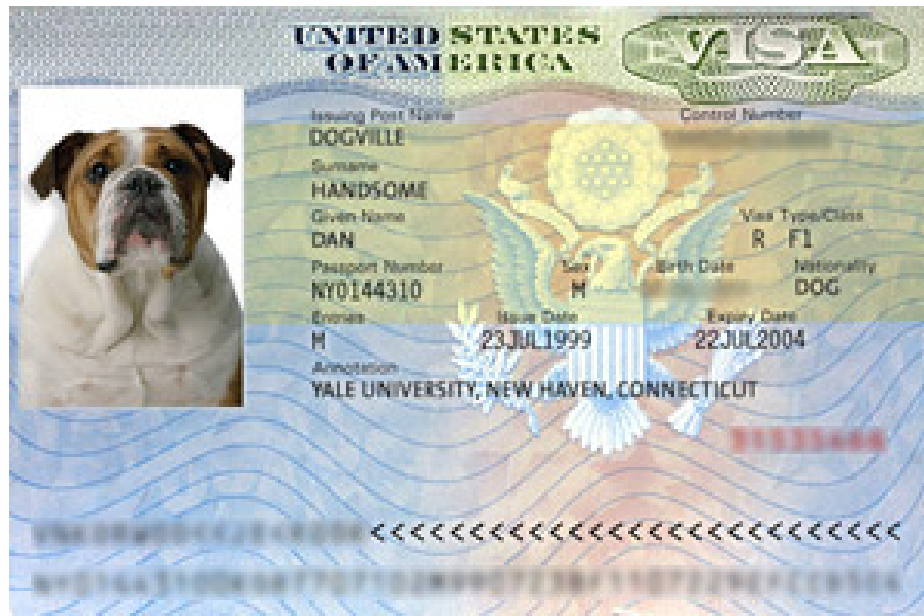 UNITED STATES
OF AMERICA
VISA
Issuing Post Name
Control Number
DOGVILLE
Surname
HANDSOME
Given Name
Visa Type/Class
DAN
R F1
Passport Number
Sex
Birth Date
Nationality
NY0144310
M
DOG
Entries
Issue Date
Expiry Date
M
23JUL1999
22JUL2004
Annotation
YALE UNIVERSITY, NEW HAVEN, CONNECTICUT
<<<<<<<<<<<<<<<<<<<<<<<<<<<